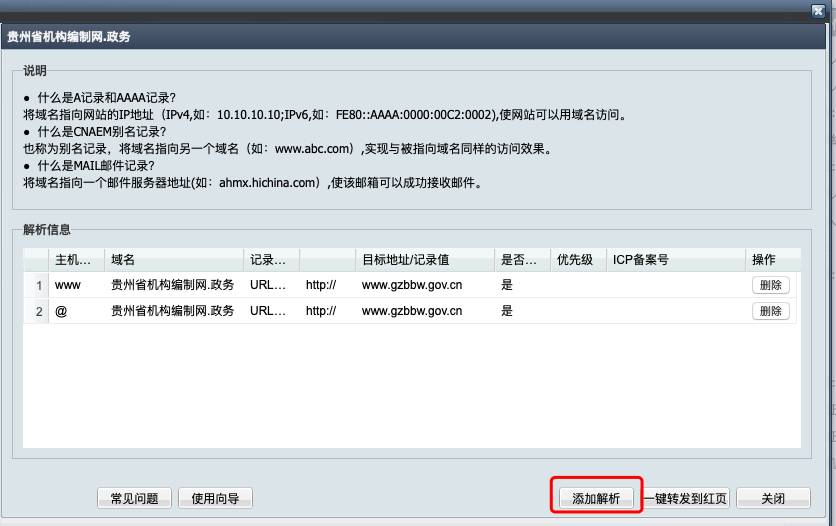 贵州省机构编制网.政务
说明
● 什么是A记录和AAAA记录?
将域名指向网站的IP地址（IPv4,如：10.10.10.10;IPv6,如：FE80::AAAA:0000:00C2:0002),使网站可以用域名访问。
● 什么是CNAEM别名记录?
也称为别名记录，将域名指向另一个域名（如：www.abc.com）,实现与被指向域名同样的访问效果。
● 什么是MAIL邮件记录?
将域名指向一个邮件服务器地址(如：ahmx.hichina.com）,使该邮箱可以成功接收邮件。
解析信息
主机... 域名 记录... 目标地址/记录值 是否... 优先级 ICP备案号 操作
1 www 贵州省机构编制网.政务 URL... http:// www.gzbbw.gov.cn 是 删除
2 @ 贵州省机构编制网.政务 URL... http:// www.gzbbw.gov.cn 是 删除
常见问题 使用向导 添加解析 一键转发到红页 关闭